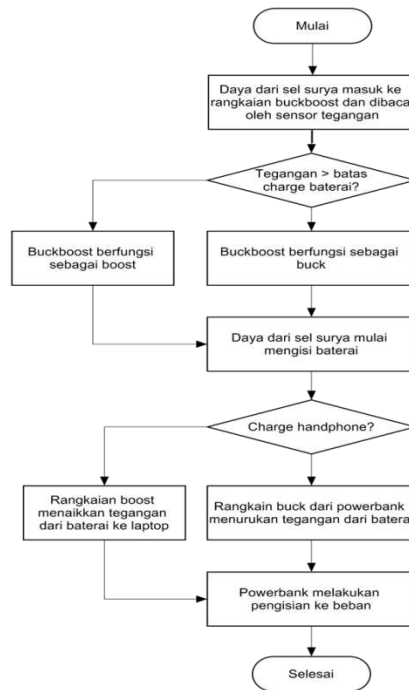 Mulai
Daya dari sel surya masuk ke
rangkaian buckboost dan dibaca
oleh sensor tegangan
Tegangan > batas
charge baterai?
Buckboost berfungsi
sebagai boost
Buckboost berfungsi sebagai
buck
Daya dari sel surya mulai
mengisi baterai
Charge handphone?
Rangkaian boost
menaikkan tegangan
dari baterai ke laptop
Rangkain buck dari powerbank
menurukan tegangan dari batera
Powerbank melakukan
pengisian ke beban
Selesai